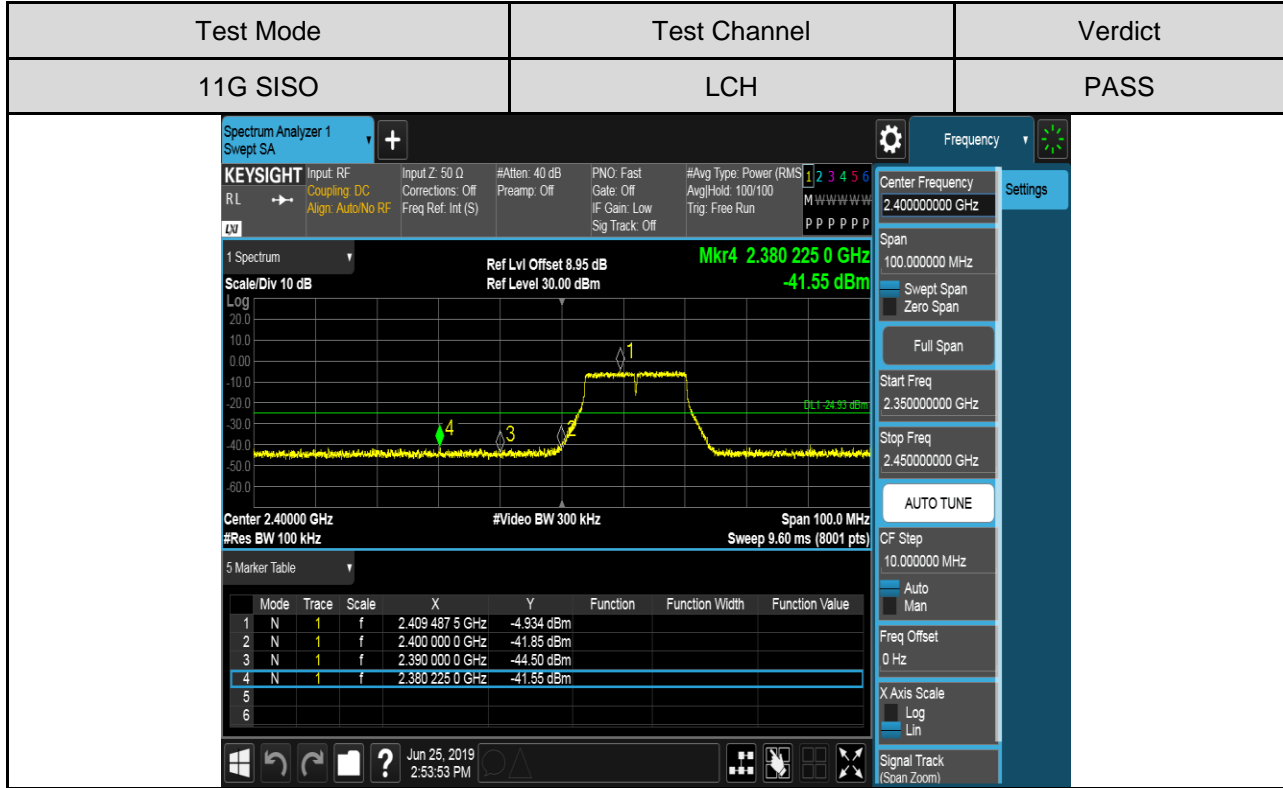 Test Mode Test Channel Verdict
11G SISO LCH PASS
Spectrum Analyzer 1
Swept SA
+
Frequency
KEYSIGHT Input: RF Input Z: 50 Ω #Atten: 40 dB PNO: Fast #Avg Type: Power (RMS 1 2 3 4 5 6
RL Coupling: DC Corrections: Off Preamp: Off Gate: Off Avg|Hold: 100/100 M W W W W W
Align: Auto/No RF Freq Ref: Int (S) IF Gain: Low Trig: Free Run
LXI Sig Track: Off P P P P P P
1 Spectrum
Ref Lvl Offset 8.95 dB Mkr4 2.380 225 0 GHz
Scale/Div 10 dB Ref Level 30.00 dBm -41.55 dBm
Log
20.0
10.0
0.00
-10.0
-20.0
-30.0
-40.0
-50.0
-60.0
1
DL1 -24.93 dBm
4 3 2
Center 2.40000 GHz #Video BW 300 kHz Span 100.0 MHz
#Res BW 100 kHz Sweep 9.60 ms (8001 pts)
5 Marker Table
Mode Trace Scale X Y Function Function Width Function Value
1 N 1 f 2.409 487 5 GHz -4.934 dBm
2 N 1 f 2.400 000 0 GHz -41.85 dBm
3 N 1 f 2.390 000 0 GHz -44.50 dBm
4 N 1 f 2.380 225 0 GHz -41.55 dBm
5
6
?
Jun 25, 2019
2:53:53 PM
Center Frequency
2.400000000 GHz
Settings
Span
100.000000 MHz
Swept Span
Zero Span
Full Span
Start Freq
2.350000000 GHz
Stop Freq
2.450000000 GHz
AUTO TUNE
CF Step
10.000000 MHz
Auto
Man
Freq Offset
0 Hz
X Axis Scale
Log
Lin
Signal Track
(Span Zoom)